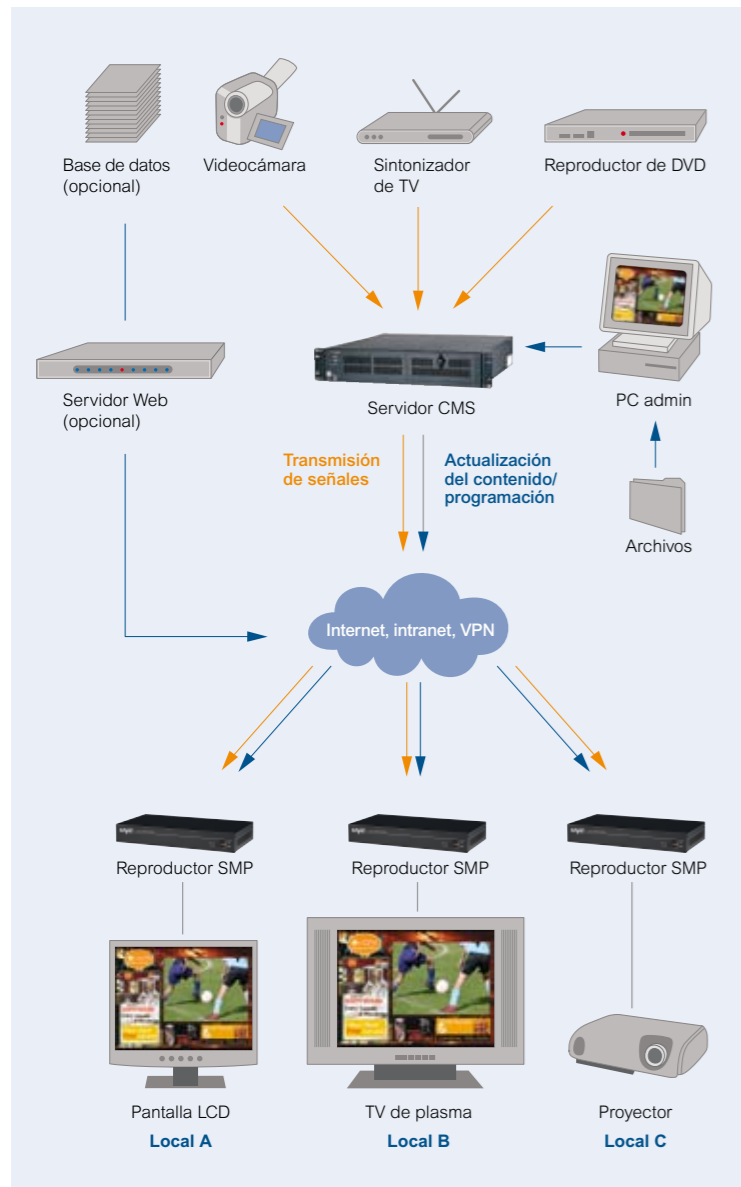 Base de datos
(opcional)
Videocámara
Sintonizador
de TV
Reproductor de DVD
Servidor Web
(opcional)
Servidor CMS
PC admin
Transmisión
de señales
Actualización
del contenido/
programación
Archivos
Internet, intranet, VPN
Reproductor SMP
Reproductor SMP
Reproductor SMP
Pantalla LCD
TV de plasma
Proyector
Local A
Local B
Local C